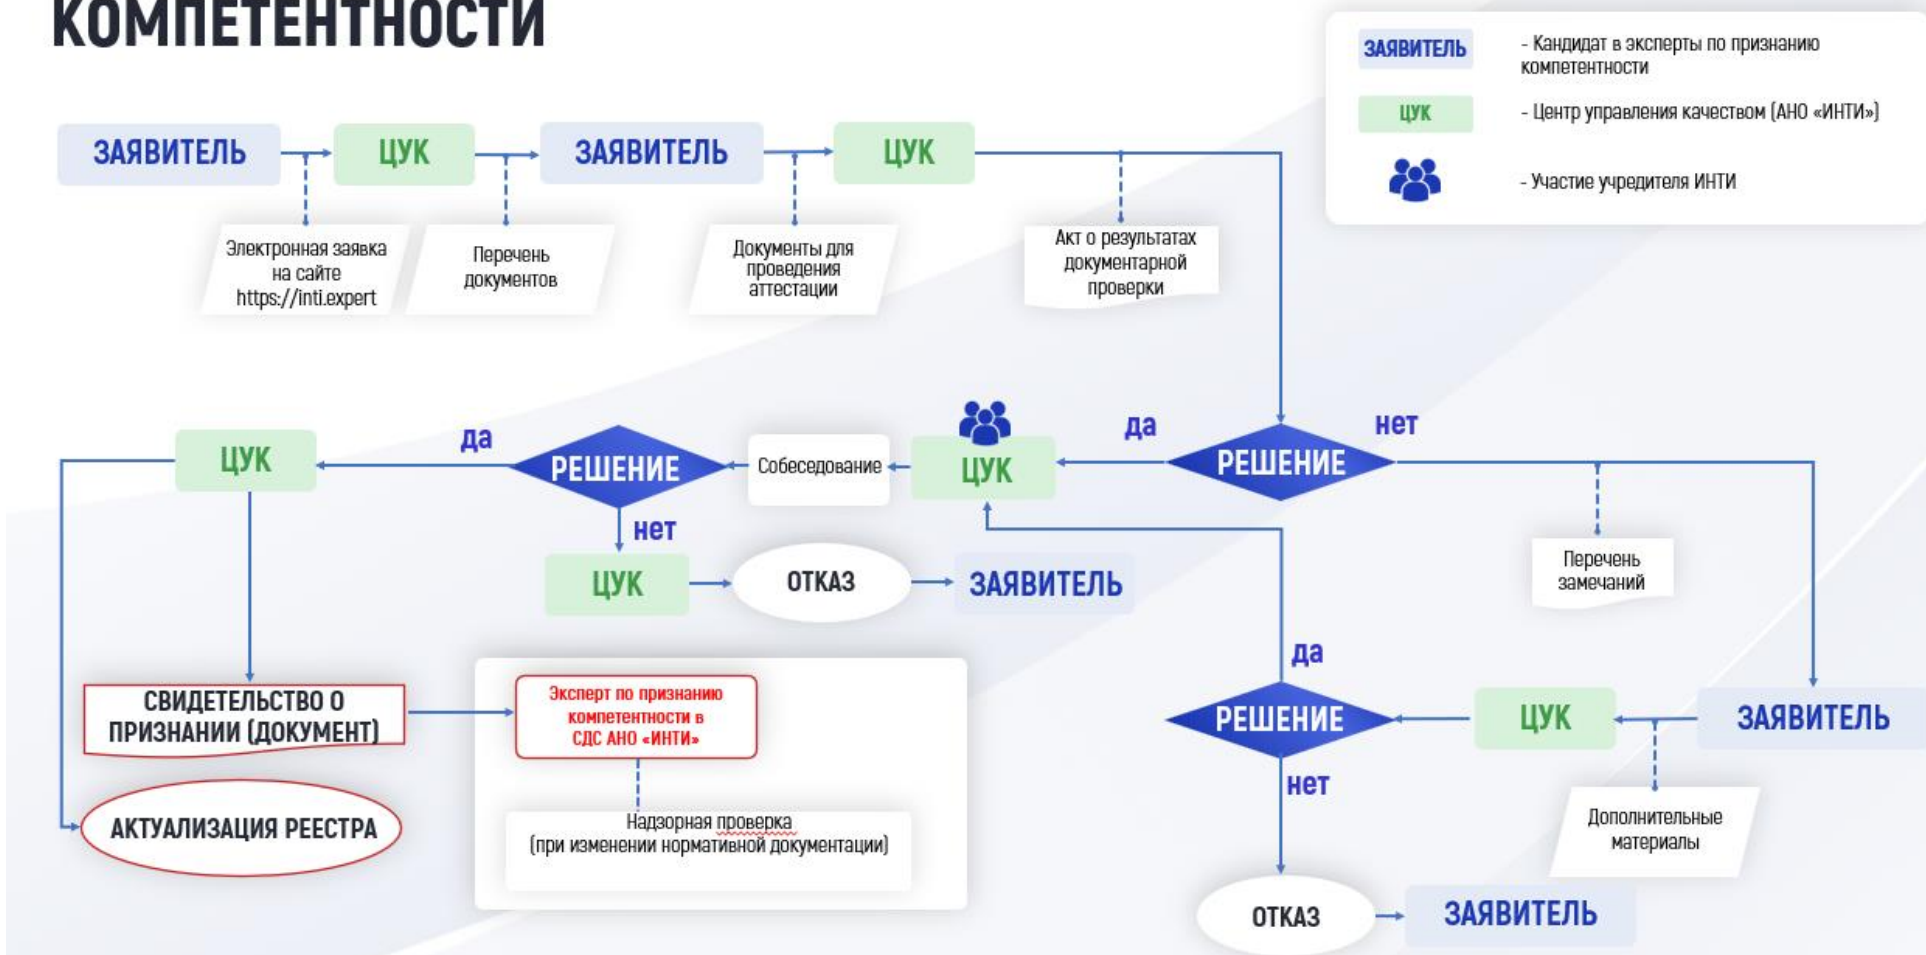 КОМПЕТЕНТНОСТИ
ЗАЯВИТЕЛЬ
- Кандидат в эксперты по признанию
компетентности
ЦУК
- Центр управления качеством (АНО «ИНТИ»)
- Участие учредителя ИНТИ
ЗАЯВИТЕЛЬ
ЦУК
ЗАЯВИТЕЛЬ
ЦУК
Электронная заявка
на сайте
https://inti.expert
Перечень
документов
Документы для
проведения
аттестации
Акт о результатах
документарной
проверки
ЦУК
да
РЕШЕНИЕ
Собеседование
ЦУК
да
РЕШЕНИЕ
нет
нет
ЦУК
ОТКАЗ
ЗАЯВИТЕЛЬ
Перечень
замечаний
СВИДЕТЕЛЬСТВО О
ПРИЗНАНИИ (ДОКУМЕНТ)
Эксперт по признанию
компетентности в
СДС АНО «ИНТИ»
да
РЕШЕНИЕ
ЦУК
ЗАЯВИТЕЛЬ
нет
АКТУАЛИЗАЦИЯ РЕЕСТРА
Надзорная проверка
(при изменении нормативной документации)
Дополнительные
материалы
ОТКАЗ
ЗАЯВИТЕЛЬ